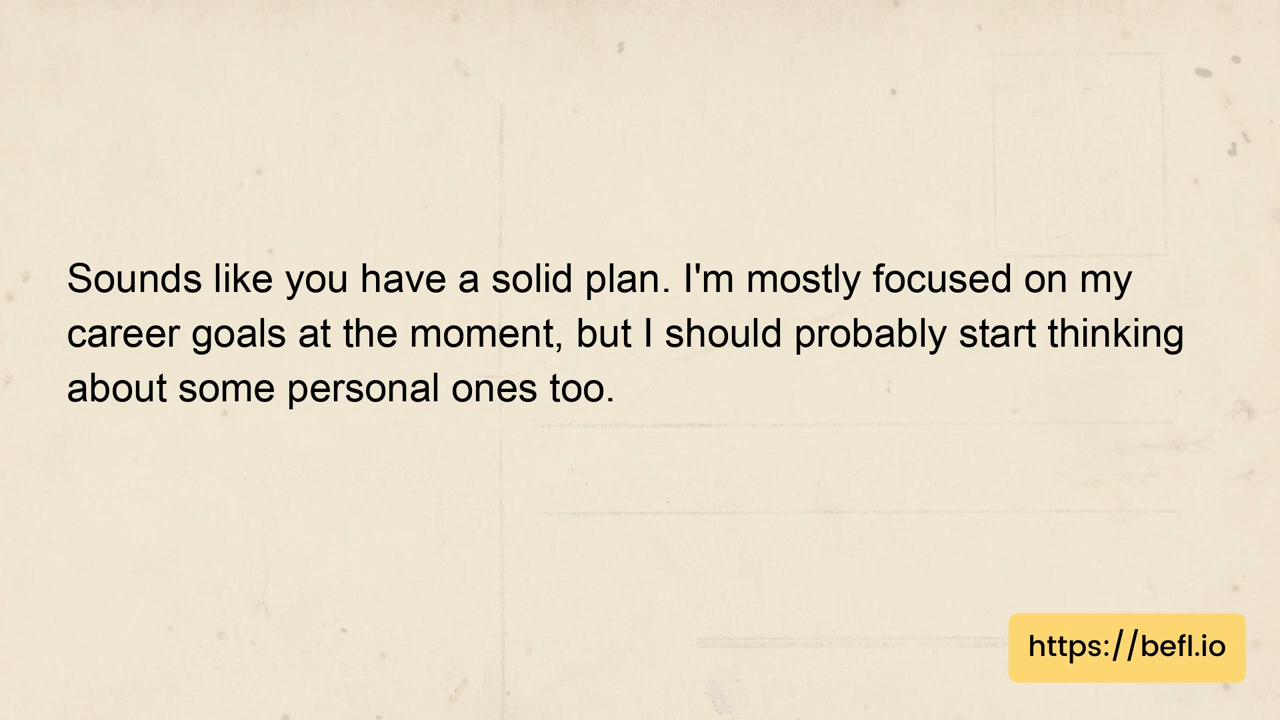 Sounds like you have a solid plan. I'm mostly focused on my
career goals at the moment, but I should probably start thinking
about some personal ones too.
https://befl.io